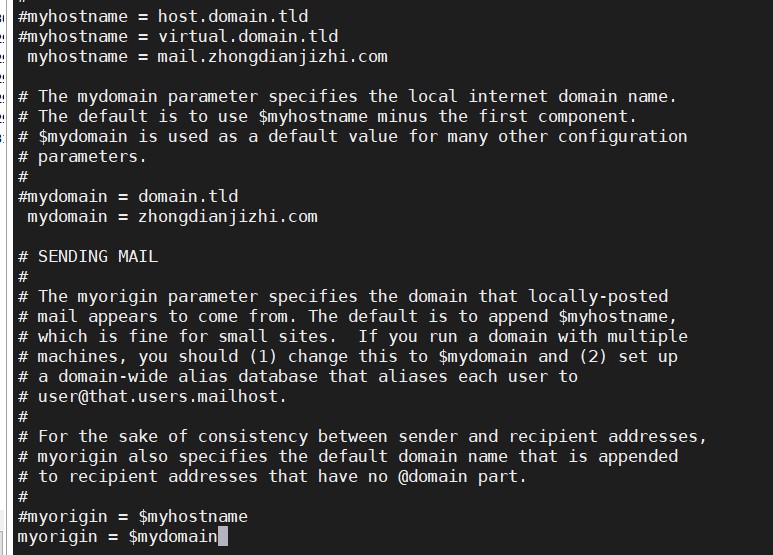 #
#myhostname = host.domain.tld
#myhostname = virtual.domain.tld
 myhostname = mail.zhongdianjizhi.com

# The mydomain parameter specifies the local internet domain name.
# The default is to use $myhostname minus the first component.
# $mydomain is used as a default value for many other configuration
# parameters.
#
#mydomain = domain.tld
 mydomain = zhongdianjizhi.com

# SENDING MAIL
#
# The myorigin parameter specifies the domain that locally-posted
# mail appears to come from. The default is to append $myhostname,
# which is fine for small sites.  If you run a domain with multiple
# machines, you should (1) change this to $mydomain and (2) set up
# a domain-wide alias database that aliases each user to
# user@that.users.mailhost.
#
# For the sake of consistency between sender and recipient addresses,
# myorigin also specifies the default domain name that is appended
# to recipient addresses that have no @domain part.
#
#myorigin = $myhostname
myorigin = $mydomain